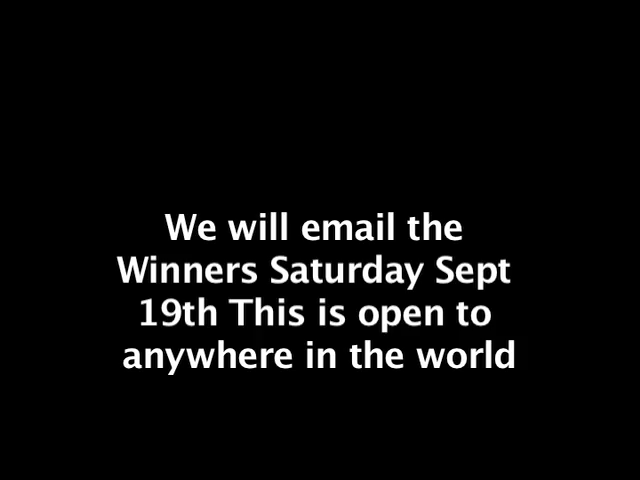 We will email the
Winners Saturday Sept
19th This is open to
anywhere in the world